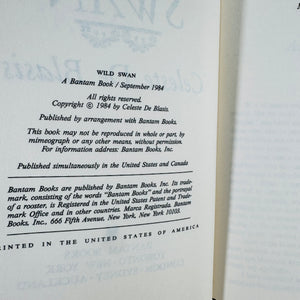 WILD SWAN
A Bantam Book / September 1984
All rights reserved.
Copyright © 1984 by Celeste De Blasis.
Published by arrangement with Bantam Books.
This book may not be reproduced in whole or part, by
mimeograph or any other means, without permission.
For information address: Bantam Books, Inc.
Published simultaneously in the United States and Canada
Bantam Books are published by Bantam Books, Inc. Its trade-
mark, consisting of the words "Bantam Books" and the portrayal
of a rooster, is Registered in the United States Patent and Trademark
Office and in other countries. Marca Registrada. Bantam
Books, Inc., 666 Fifth Avenue, New York, New York 10103.
PRINTED IN THE UNITED STATES OF AMERICA